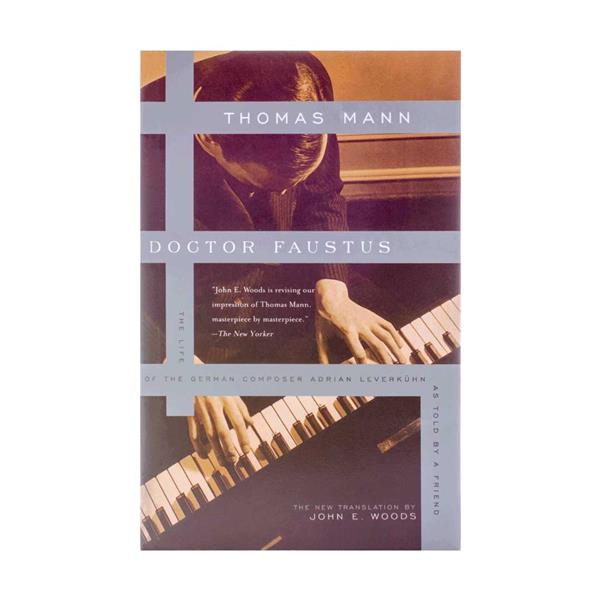 THOMAS MANN
DOCTOR FAUSTUS
"John E. Woods is revising our
impression of Thomas Mann,
masterpiece by masterpiece."
—The New Yorker
THE LIFE
OF THE GERMAN COMPOSER ADRIAN LEVERKÜHN
AS TOLD BY A FRIEND
THE NEW TRANSLATION BY
JOHN E. WOODS